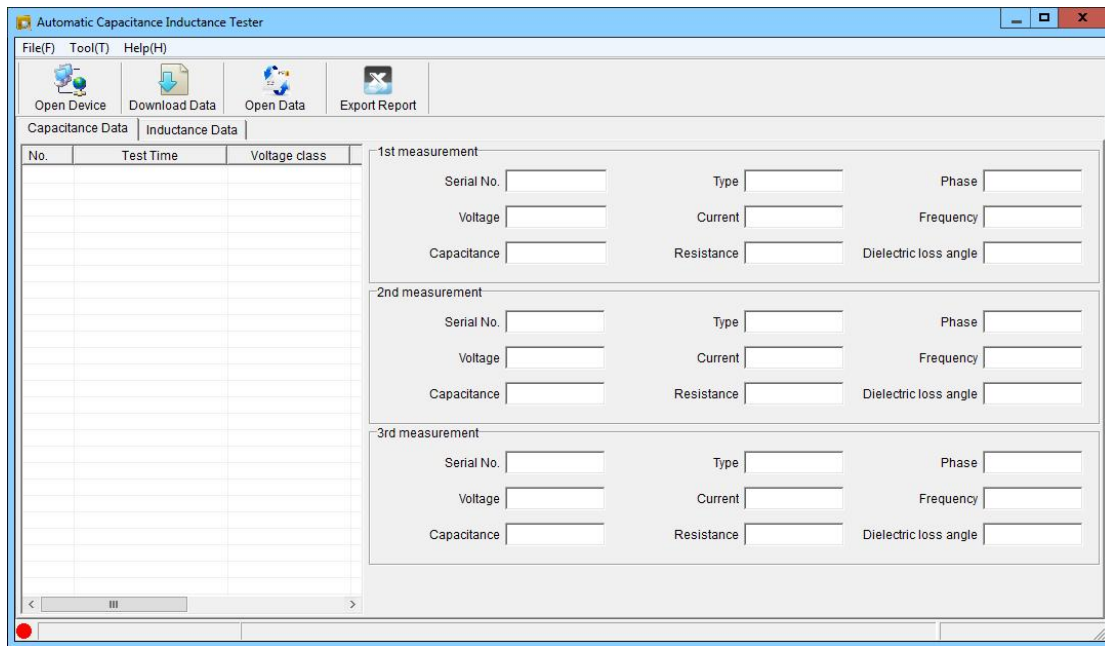 Automatic Capacitance Inductance Tester
File(F) Tool(T) Help(H)
Open Device Download Data Open Data Export Report
Capacitance Data Inductance Data
No. Test Time Voltage class
1st measurement
Serial No. Type Phase
Voltage Current Frequency
Capacitance Resistance Dielectric loss angle
2nd measurement
Serial No. Type Phase
Voltage Current Frequency
Capacitance Resistance Dielectric loss angle
3rd measurement
Serial No. Type Phase
Voltage Current Frequency
Capacitance Resistance Dielectric loss angle